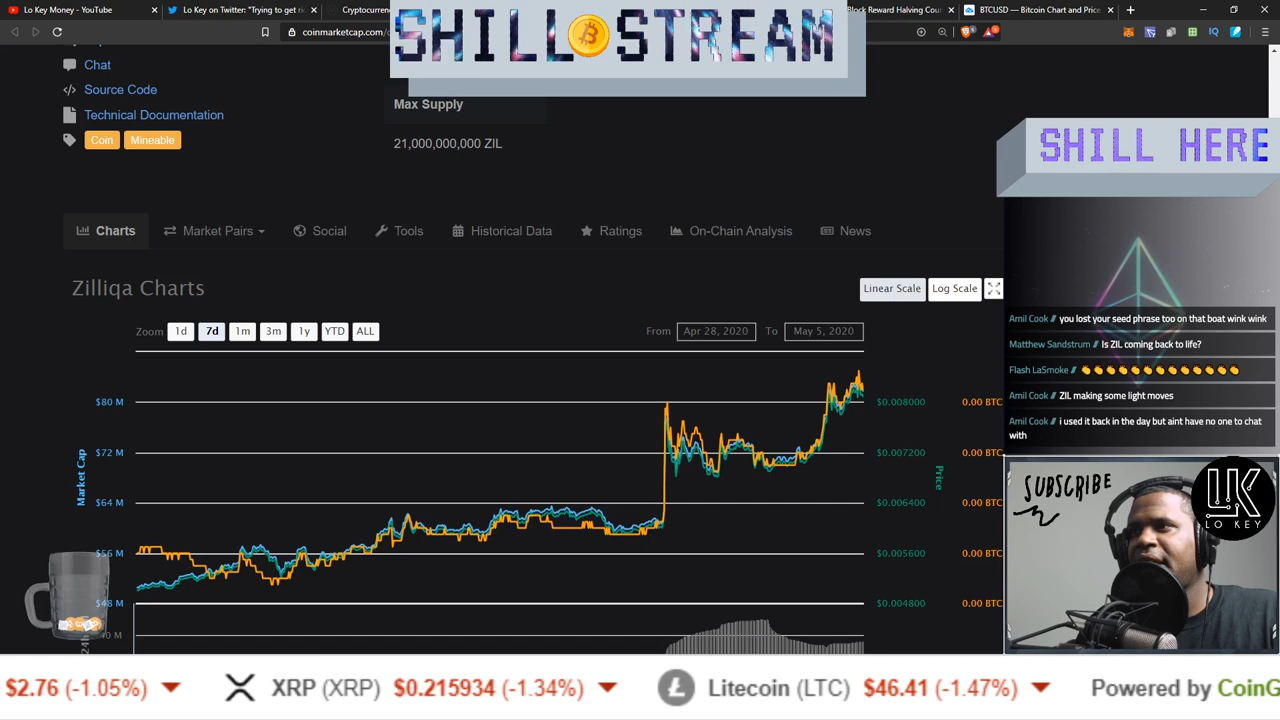 Lo Key Money - YouTube
Lo Key on Twitter: "Trying to get ri
Cryptocurrenc
Block Reward Halving Coun
BTCUSD — Bitcoin Chart and Price
coinmarketcap.com/c
SHILL STREAM
Chat
Source Code
Technical Documentation
Coin Mineable
Max Supply
21,000,000,000 ZIL
SHILL HERE
Charts
Market Pairs
Social
Tools
Historical Data
Ratings
On-Chain Analysis
News
Zilliqa Charts
Linear Scale
Log Scale
Zoom 1d 7d 1m 3m 1y YTD ALL
From Apr 28, 2020 To May 5, 2020
$80 M
$72 M
$64 M
$56 M
$48 M
Market Cap
$0.008000
$0.007200
$0.006400
$0.005600
$0.004800
Price
0.00 BTC
0.00 BTC
0.00 BTC
0.00 BTC
0.00 BTC
24h
Amil Cook // you lost your seed phrase too on that boat wink wink
Matthew Sandstrum // Is ZIL coming back to life?
Flash LaSmoke // 👏👏👏👏👏👏👏👏👏👏👏👏
Amil Cook // ZIL making some light moves
Amil Cook // i used it back in the day but aint have no one to chat
with
SUBSCRIBE
LK
LO KEY
$2.76 (-1.05%)
XRP (XRP) $0.215934 (-1.34%)
Litecoin (LTC) $46.41 (-1.47%)
Powered by CoinG